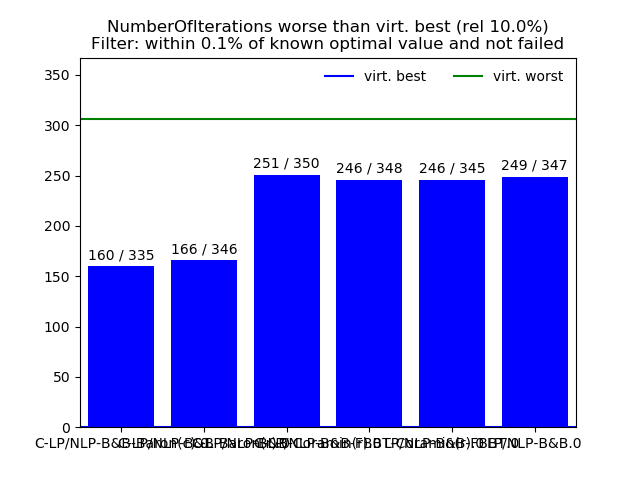 NumberOfIterations worse than virt. best (rel 10.0%)
Filter: within 0.1% of known optimal value and not failed
350
virt. best
virt. worst
300
251 / 350
246 / 348
246 / 345
249 / 347
250
200
160 / 335
166 / 346
150
100
50
0
C-LP/NLP-B&B